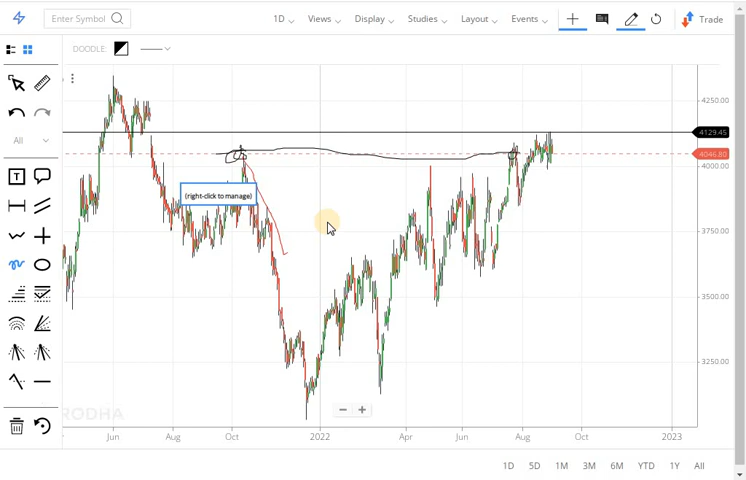 Enter Symbol
1D Views Display Studies Layout Events Trade
DOODLE:
All
T
(right-click to manage)
4250.00
4129.45
4046.80
4000.00
3750.00
3500.00
3250.00
RODHA
Jun Aug Oct 2022 Apr Jun Aug Oct 2023
1D 5D 1M 3M 6M YTD 1Y All